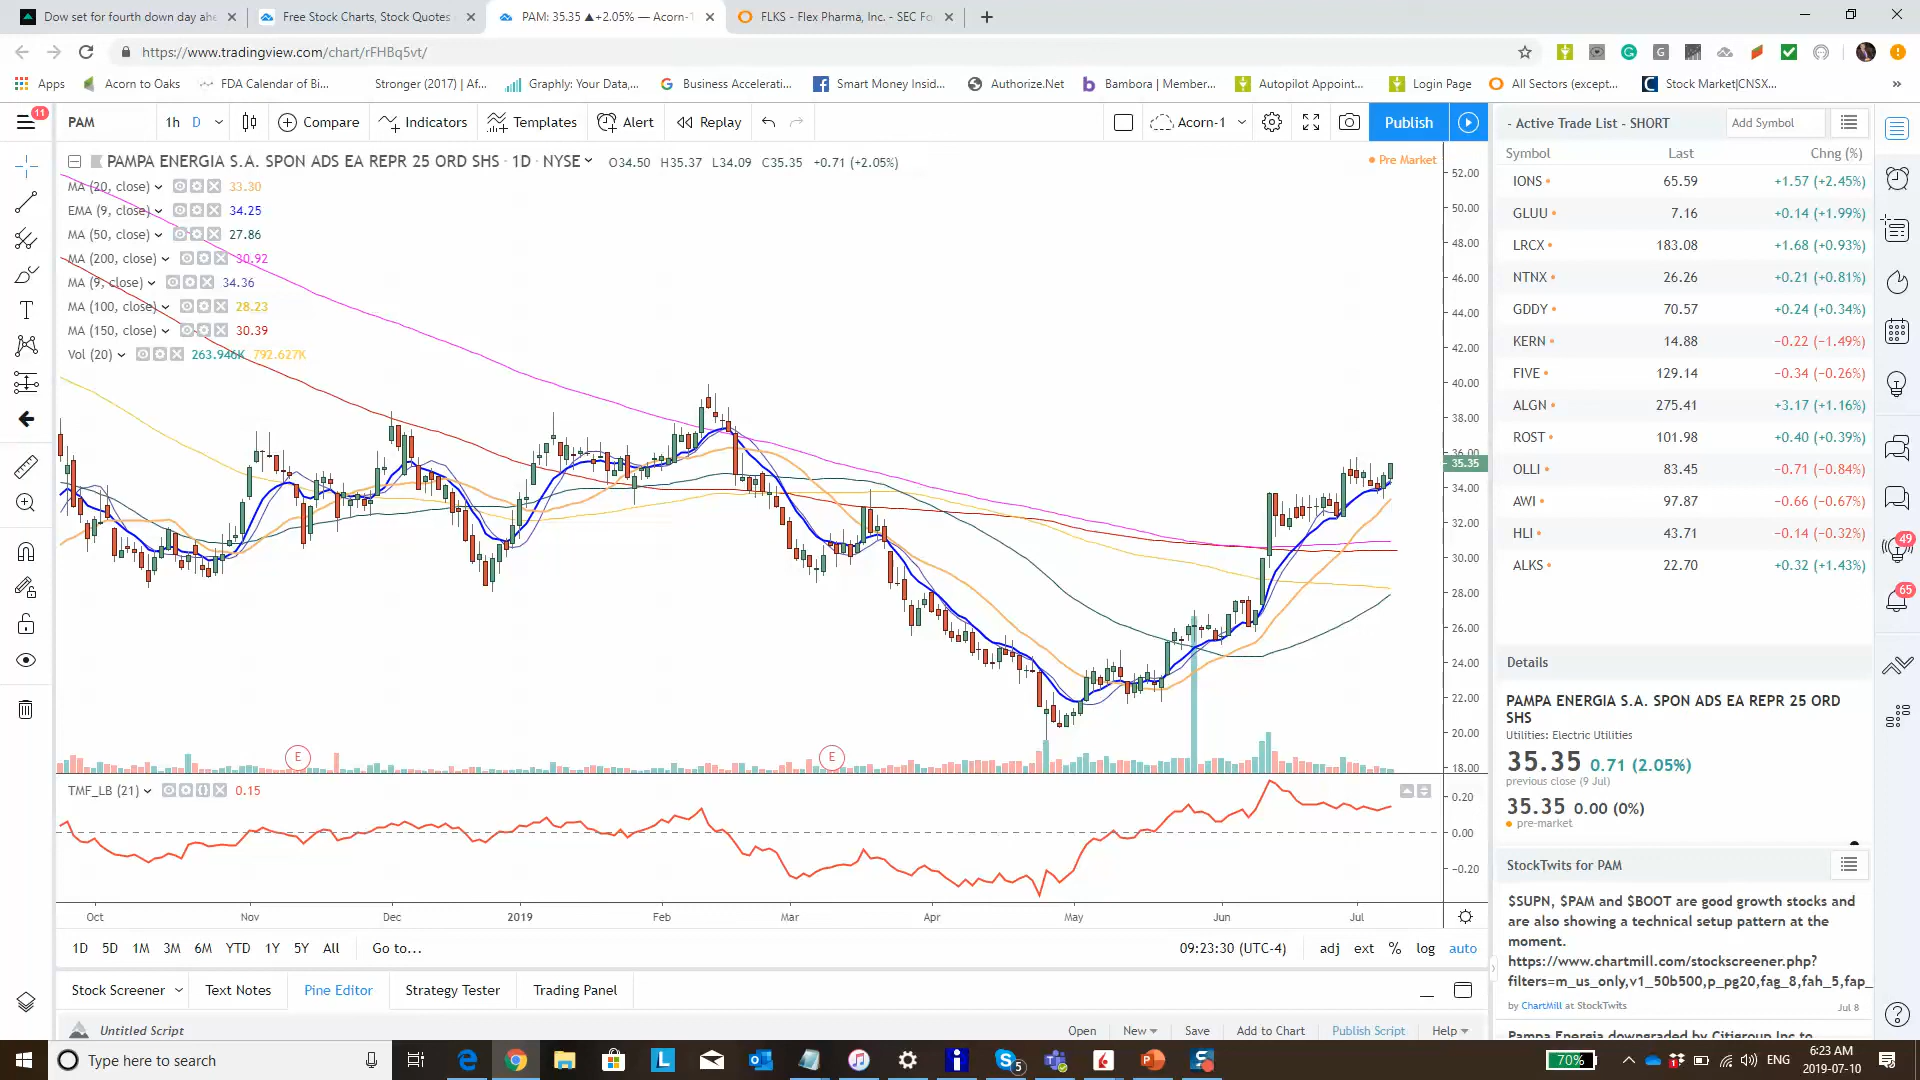 Dow set for fourth down day ahe
Free Stock Charts, Stock Quotes
PAM: 35.35 ▲+2.05% — Acorn-1
FLKS - Flex Pharma, Inc. - SEC Fo
https://www.tradingview.com/chart/rFHBq5vt/
Apps
Acorn to Oaks
FDA Calendar of Bi...
Stronger (2017) | Af...
Graphly: Your Data,...
Business Accelerati...
Smart Money Insid...
Authorize.Net
Bambora | Member...
Autopilot Appoint...
Login Page
All Sectors (except...
Stock Market|CNSX...
»
11
PAM
1h
D
Compare
Indicators
Templates
Alert
Replay
Acorn-1
Publish
PAMPA ENERGIA S.A. SPON ADS EA REPR 25 ORD SHS · 1D · NYSE
O34.50 H35.37 L34.09 C35.35 +0.71 (+2.05%)
Pre Market
MA (20, close) 33.30
EMA (9, close) 34.25
MA (50, close) 27.86
MA (200, close) 30.92
MA (9, close) 34.36
MA (100, close) 28.23
MA (150, close) 30.39
Vol (20) 263.946K 792.627K
52.00
50.00
48.00
46.00
44.00
42.00
40.00
38.00
36.00
35.35
34.00
32.00
30.00
28.00
26.00
24.00
22.00
20.00
18.00
E
E
TMF_LB (21) 0.15
0.20
0.00
−0.20
Oct Nov Dec 2019 Feb Mar Apr May Jun Jul
1D 5D 1M 3M 6M YTD 1Y 5Y All Go to...
09:23:30 (UTC-4) adj ext % log auto
Stock Screener Text Notes Pine Editor Strategy Tester Trading Panel
Untitled Script
Open New Save Add to Chart Publish Script Help
- Active Trade List - SHORT
Add Symbol
Symbol Last Chng (%)
IONS 65.59 +1.57 (+2.45%)
GLUU 7.16 +0.14 (+1.99%)
LRCX 183.08 +1.68 (+0.93%)
NTNX 26.26 +0.21 (+0.81%)
GDDY 70.57 +0.24 (+0.34%)
KERN 14.88 −0.22 (−1.49%)
FIVE 129.14 −0.34 (−0.26%)
ALGN 275.41 +3.17 (+1.16%)
ROST 101.98 +0.40 (+0.39%)
OLLI 83.45 −0.71 (−0.84%)
AWI 97.87 −0.66 (−0.67%)
HLI 43.71 −0.14 (−0.32%)
ALKS 22.70 +0.32 (+1.43%)
49
65
Details
PAMPA ENERGIA S.A. SPON ADS EA REPR 25 ORD
SHS
Utilities: Electric Utilities
35.35 0.71 (2.05%)
previous close (9 Jul)
35.35 0.00 (0%)
pre-market
StockTwits for PAM
$SUPN, $PAM and $BOOT are good growth stocks and
are also showing a technical setup pattern at the
moment.
https://www.chartmill.com/stockscreener.php?
filters=m_us_only,v1_50b500,p_pg20,fag_8,fah_5,fap_
by ChartMill at StockTwits
Jul 8
Pampa Energia downgraded by Citigroup Inc to
Type here to search
5
70%
ENG
6:23 AM
2019-07-10